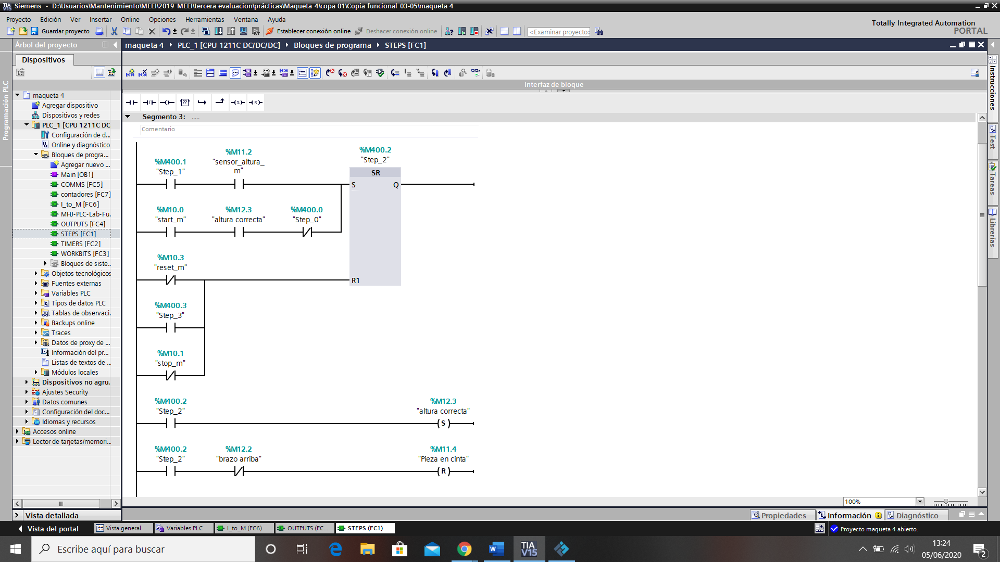 Siemens - D:\Usuarios\Mantenimiento\MEEI\2019 MEEI\tercera evaluacion\prácticas\Maqueta 4\copa 01\Copia funcional 03-05\maqueta 4
Proyecto Edición Ver Insertar Online Opciones Herramientas Ventana Ayuda
Totally Integrated Automation
PORTAL
Guardar proyecto Establecer conexión online Deshacer conexión online <Examinar proyecto>
Árbol del proyecto
maqueta 4 PLC_1 [CPU 1211C DC/DC/DC] Bloques de programa STEPS [FC1]
Dispositivos
Interfaz de bloque
Programación PLC
maqueta 4
Agregar dispositivo
Dispositivos y redes
PLC_1 [CPU 1211C DC
Configuración de d...
Online y diagnóstico
Bloques de progra...
Agregar nuevo ...
Main [OB1]
COMMS [FC5]
contadores [FC7]
I_to_M [FC6]
MHJ-PLC-Lab-Fu.
OUTPUTS [FC4]
STEPS [FC1]
TIMERS [FC2]
WORKBITS [FC3]
Bloques de siste..
Objetos tecnológicos
Fuentes externas
Variables PLC
Tipos de datos PLC
Tablas de observaci.
Backups online
Traces
Datos de proxy de ...
Información del pr...
Listas de textos de ...
Módulos locales
Dispositivos no agru.
Ajustes Security
Datos comunes
Configuración del doc...
Idiomas y recursos
Accesos online
Lector de tarjetas/memori...
Vista detallada
Segmento 3: .....
Comentario
%M400.1
"Step_1"
%M11.2
"sensor_altura_
m"
%M400.2
"Step_2"
SR
S Q
%M10.0
"start_m"
%M12.3
"altura correcta"
%M400.0
"Step_0"
%M10.3
"reset_m"
R1
%M400.3
"Step_3"
%M10.1
"stop_m"
%M400.2
"Step_2"
%M12.3
"altura correcta"
S
%M400.2
"Step_2"
%M12.2
"brazo arriba"
%M11.4
"Pieza en cinta"
R
100%
Instrucciones
Test
Tareas
Librerías
Propiedades Información Diagnóstico
Vista del portal Vista general Variables PLC I_to_M (FC6) OUTPUTS (FC... STEPS (FC1) Proyecto maqueta 4 abierto.
Escribe aquí para buscar
TIA
V15
13:24
05/06/2020
2